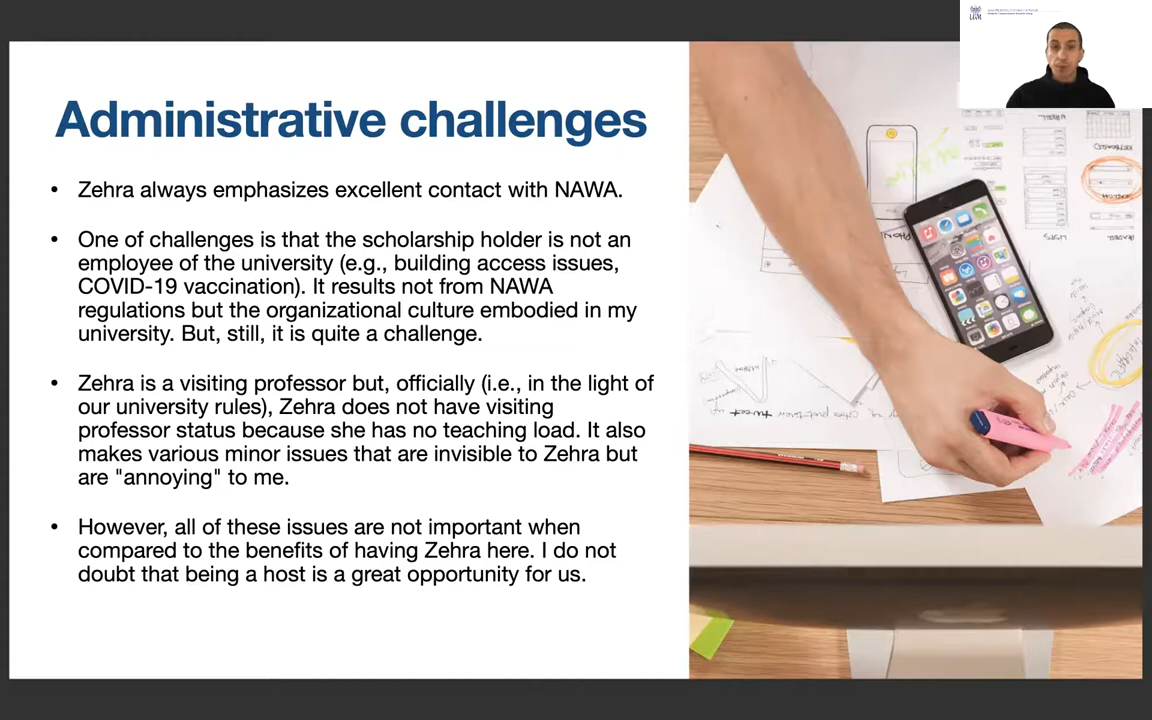 Administrative challenges
• Zehra always emphasizes excellent contact with NAWA.
• One of challenges is that the scholarship holder is not an
employee of the university (e.g., building access issues,
COVID-19 vaccination). It results not from NAWA
regulations but the organizational culture embodied in my
university. But, still, it is quite a challenge.
• Zehra is a visiting professor but, officially (i.e., in the light of
our university rules), Zehra does not have visiting
professor status because she has no teaching load. It also
makes various minor issues that are invisible to Zehra but
are "annoying" to me.
• However, all of these issues are not important when
compared to the benefits of having Zehra here. I do not
doubt that being a host is a great opportunity for us.